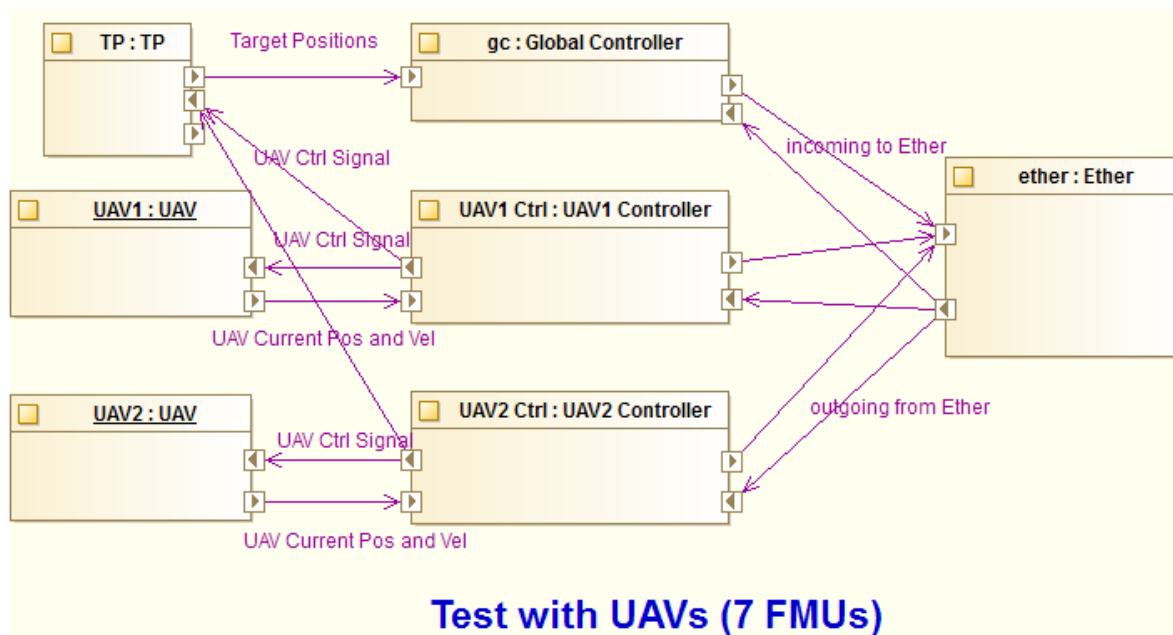 TP : TP
Target Positions
gc : Global Controller
UAV Ctrl Signal
incoming to Ether
ether : Ether
UAV1 : UAV
UAV Ctrl Signal
UAV1 Ctrl : UAV1 Controller
UAV Current Pos and Vel
UAV2 : UAV
UAV Ctrl Signal
UAV2 Ctrl : UAV2 Controller
outgoing from Ether
UAV Current Pos and Vel
Test with UAVs (7 FMUs)